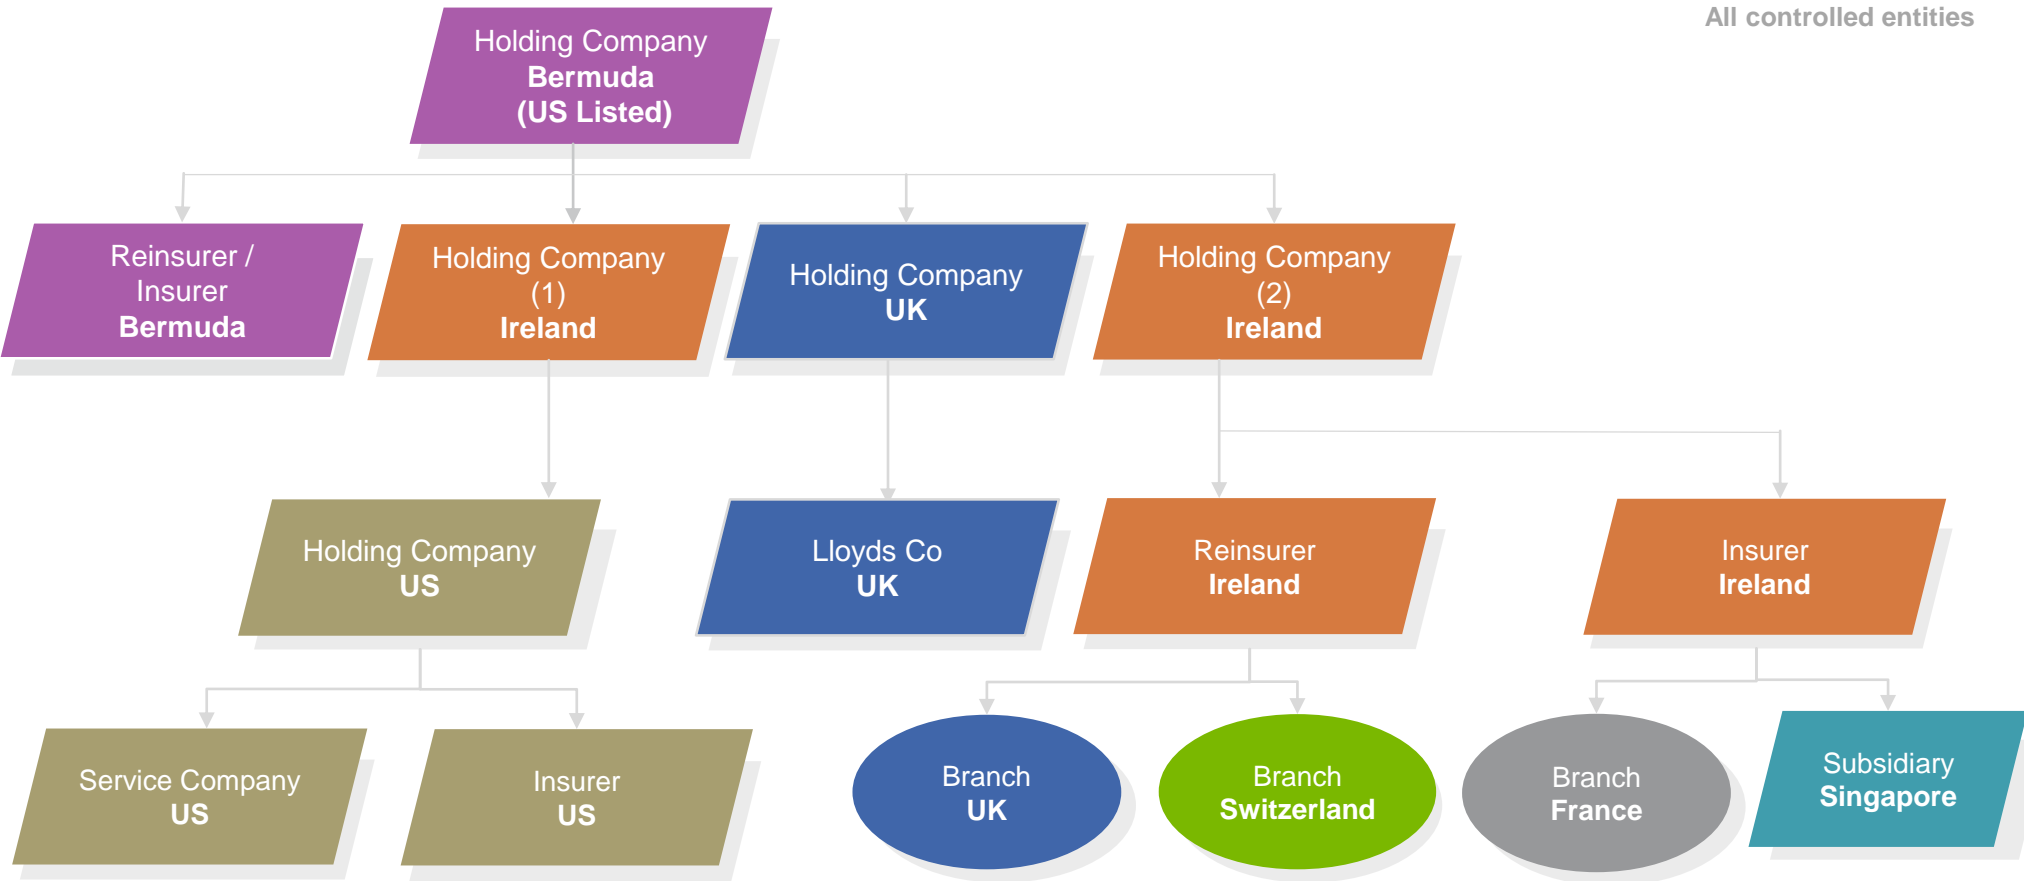 All controlled entities
Holding Company
Bermuda
(US Listed)
Reinsurer /
Insurer
Bermuda
Holding Company
(1)
Ireland
Holding Company
UK
Holding Company
(2)
Ireland
Holding Company
US
Lloyds Co
UK
Reinsurer
Ireland
Insurer
Ireland
Service Company
US
Insurer
US
Branch
UK
Branch
Switzerland
Branch
France
Subsidiary
Singapore